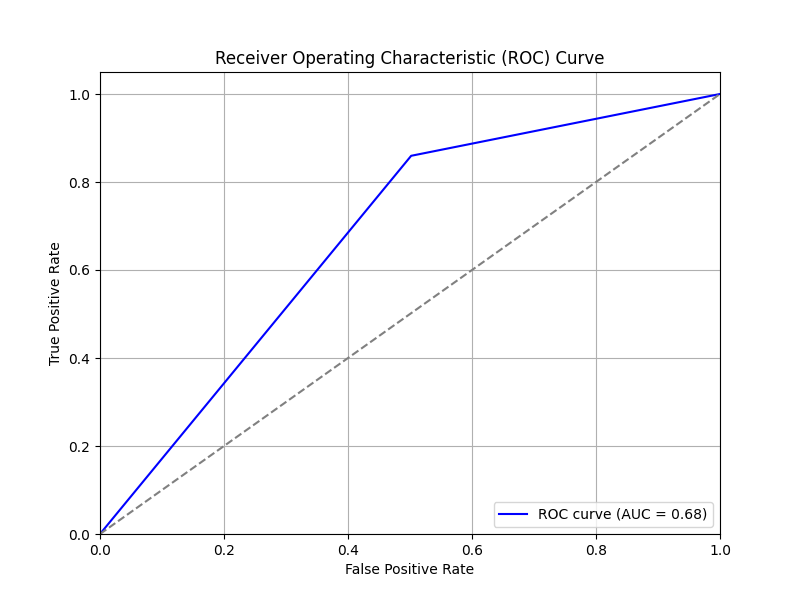 Receiver Operating Characteristic (ROC) Curve
1.0
0.8
0.6
0.4
0.2
0.0
True Positive Rate
0.0 0.2 0.4 0.6 0.8 1.0
False Positive Rate
ROC curve (AUC = 0.68)